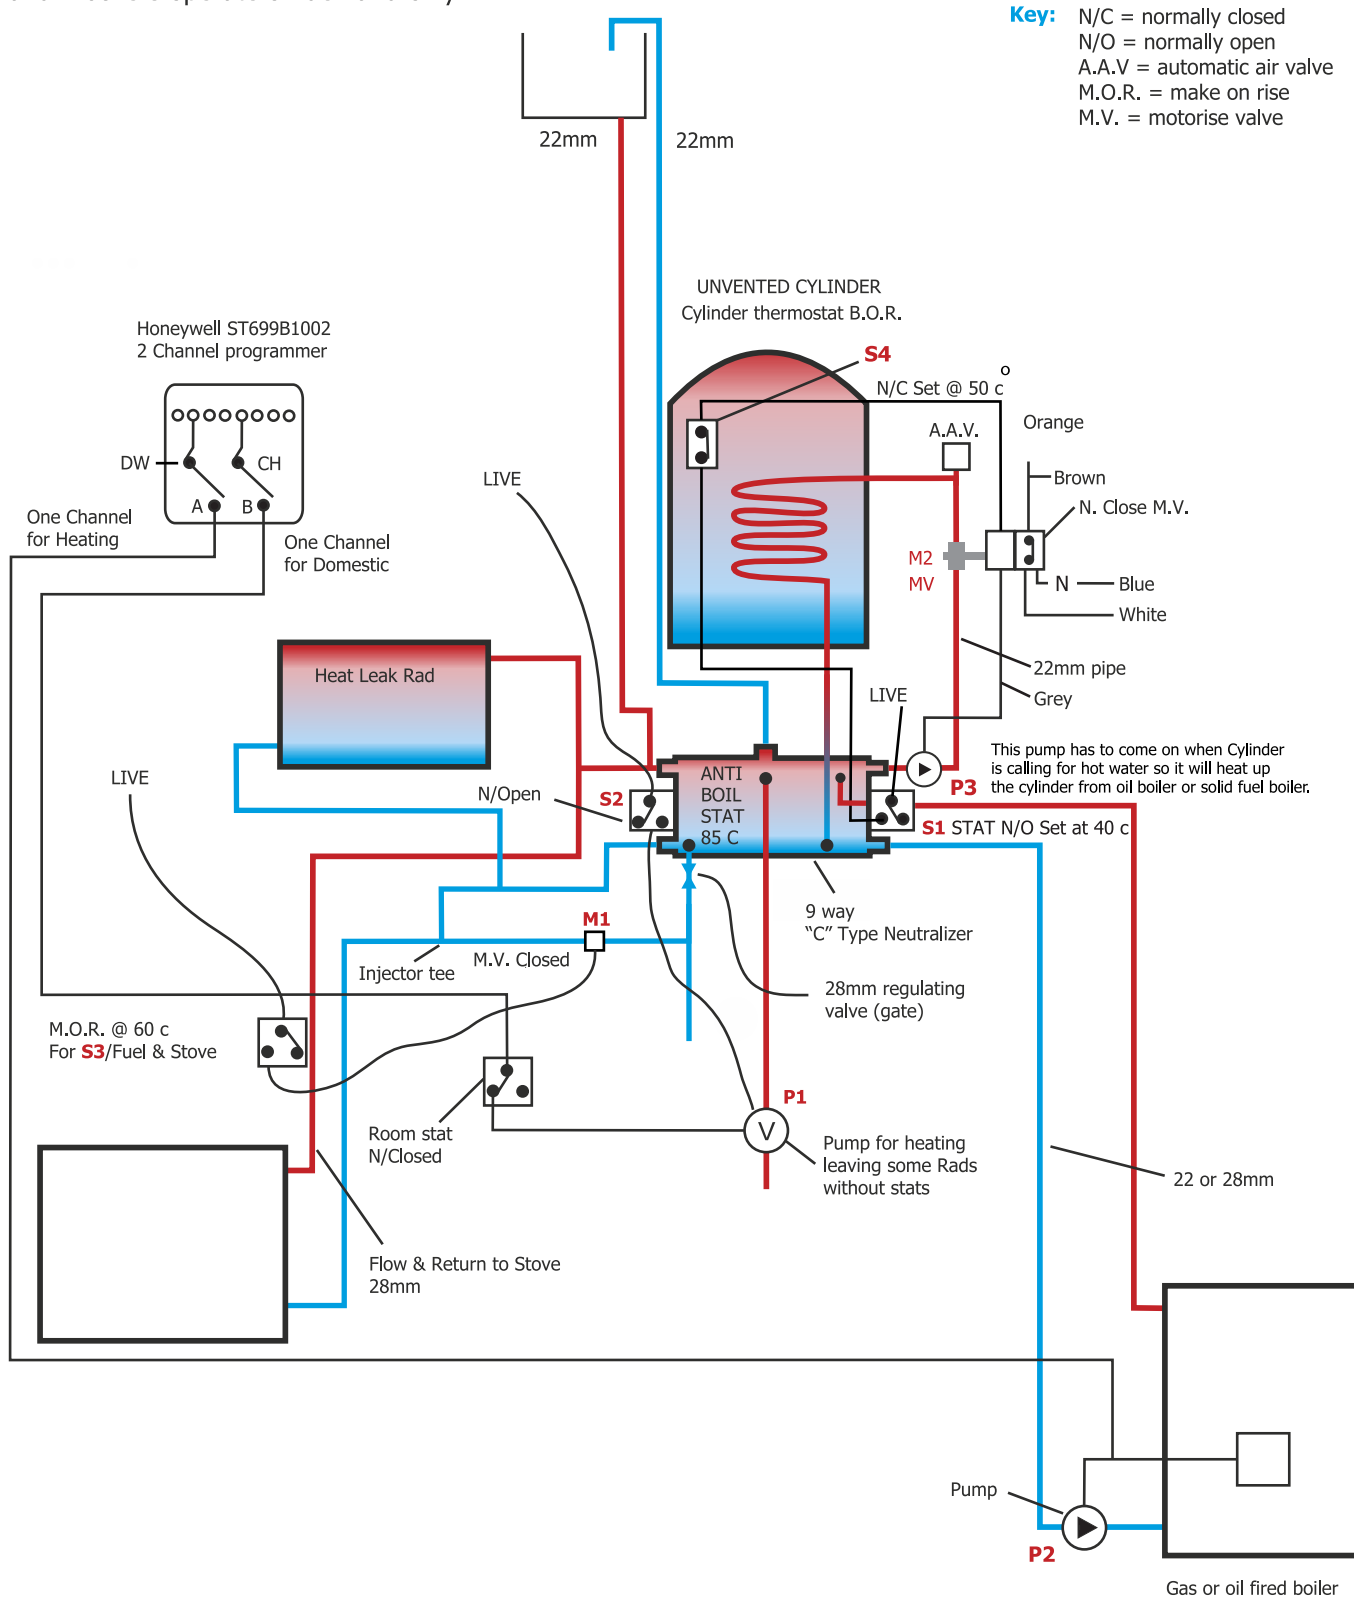 Key:
N/C = normally closed
N/O = normally open
A.A.V = automatic air valve
M.O.R. = make on rise
M.V. = motorise valve
22mm
22mm
UNVENTED CYLINDER
Cylinder thermostat B.O.R.
Honeywell ST699B1002
2 Channel programmer
S4
N/C Set @ 50 c o
A.A.V.
Orange
DW
CH
A
B
LIVE
Brown
N. Close M.V.
One Channel
for Heating
One Channel
for Domestic
M2
MV
N
Blue
White
22mm pipe
Grey
Heat Leak Rad
LIVE
LIVE
This pump has to come on when Cylinder
is calling for hot water so it will heat up
the cylinder from oil boiler or solid fuel boiler.
P3
N/Open
S2
ANTI
BOIL
STAT
85 C
S1 STAT N/O Set at 40 c
9 way
“C” Type Neutralizer
M1
M.V. Closed
Injector tee
28mm regulating
valve (gate)
M.O.R. @ 60 c
For S3/Fuel & Stove
P1
V
Room stat
N/Closed
Pump for heating
leaving some Rads
without stats
22 or 28mm
Flow & Return to Stove
28mm
Pump
P2
Gas or oil fired boiler